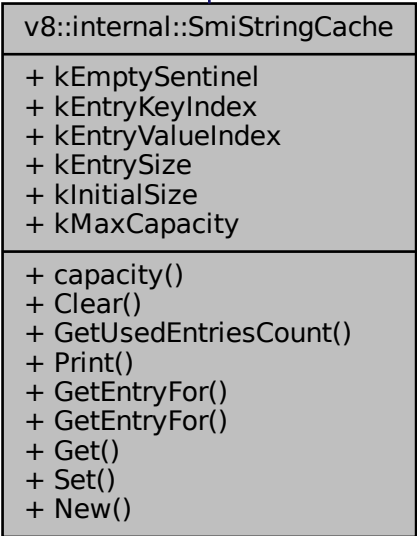 v8::internal::SmiStringCache
+ kEmptySentinel
+ kEntryKeyIndex
+ kEntryValueIndex
+ kEntrySize
+ kInitialSize
+ kMaxCapacity
+ capacity()
+ Clear()
+ GetUsedEntriesCount()
+ Print()
+ GetEntryFor()
+ GetEntryFor()
+ Get()
+ Set()
+ New()